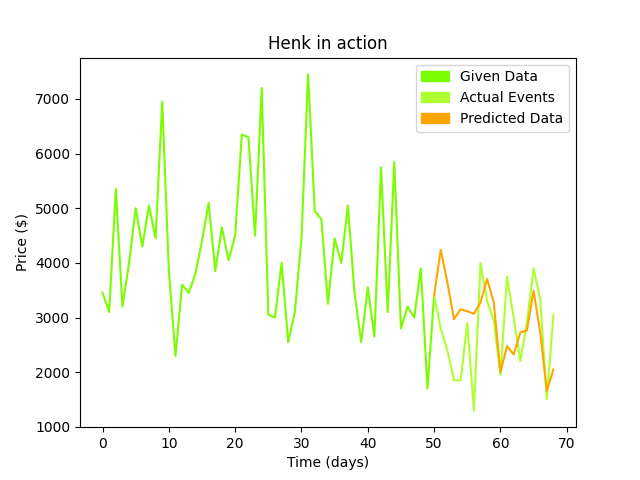 Henk in action
Given Data
Actual Events
Predicted Data
Price ($)
7000
6000
5000
4000
3000
2000
1000
0 10 20 30 40 50 60 70
Time (days)